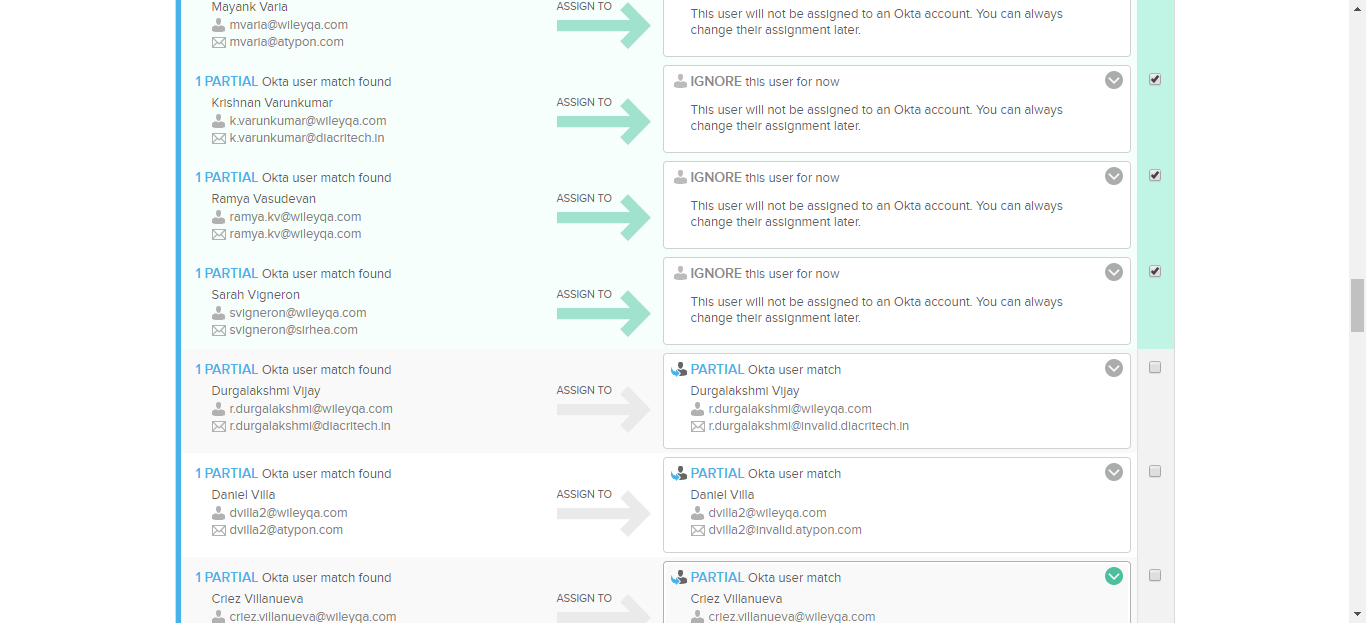 Mayank Varia
mvaria@wileyqa.com
mvaria@atypon.com
ASSIGN TO
This user will not be assigned to an Okta account. You can always
change their assignment later.
1 PARTIAL Okta user match found
Krishnan Varunkumar
k.varunkumar@wileyqa.com
k.varunkumar@diacritech.in
ASSIGN TO
IGNORE this user for now
This user will not be assigned to an Okta account. You can always
change their assignment later.
1 PARTIAL Okta user match found
Ramya Vasudevan
ramya.kv@wileyqa.com
ramya.kv@wileyqa.com
ASSIGN TO
IGNORE this user for now
This user will not be assigned to an Okta account. You can always
change their assignment later.
1 PARTIAL Okta user match found
Sarah Vigneron
svigneron@wileyqa.com
svigneron@sirhea.com
ASSIGN TO
IGNORE this user for now
This user will not be assigned to an Okta account. You can always
change their assignment later.
1 PARTIAL Okta user match found
Durgalakshmi Vijay
r.durgalakshmi@wileyqa.com
r.durgalakshmi@diacritech.in
ASSIGN TO
PARTIAL Okta user match
Durgalakshmi Vijay
r.durgalakshmi@wileyqa.com
r.durgalakshmi@invalid.diacritech.in
1 PARTIAL Okta user match found
Daniel Villa
dvilla2@wileyqa.com
dvilla2@atypon.com
ASSIGN TO
PARTIAL Okta user match
Daniel Villa
dvilla2@wileyqa.com
dvilla2@invalid.atypon.com
1 PARTIAL Okta user match found
Criez Villanueva
criez.villanueva@wileyqa.com
ASSIGN TO
PARTIAL Okta user match
Criez Villanueva
criez.villanueva@wileyqa.com